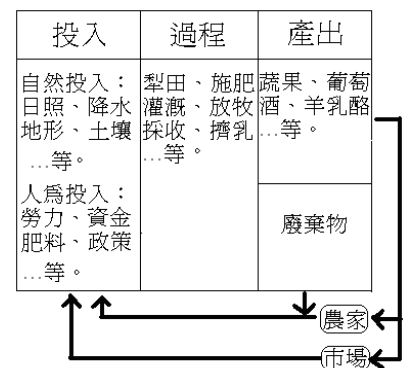 投入
過程
產出
自然投入：
日照、降水
地形、土壤
…等。
人為投入：
勞力、資金
肥料、政策
…等。
犁田、施肥
灌溉、放牧
採收、擠乳
…等。
蔬果、葡萄
酒、羊乳酪
…等。
廢棄物
農家
市場